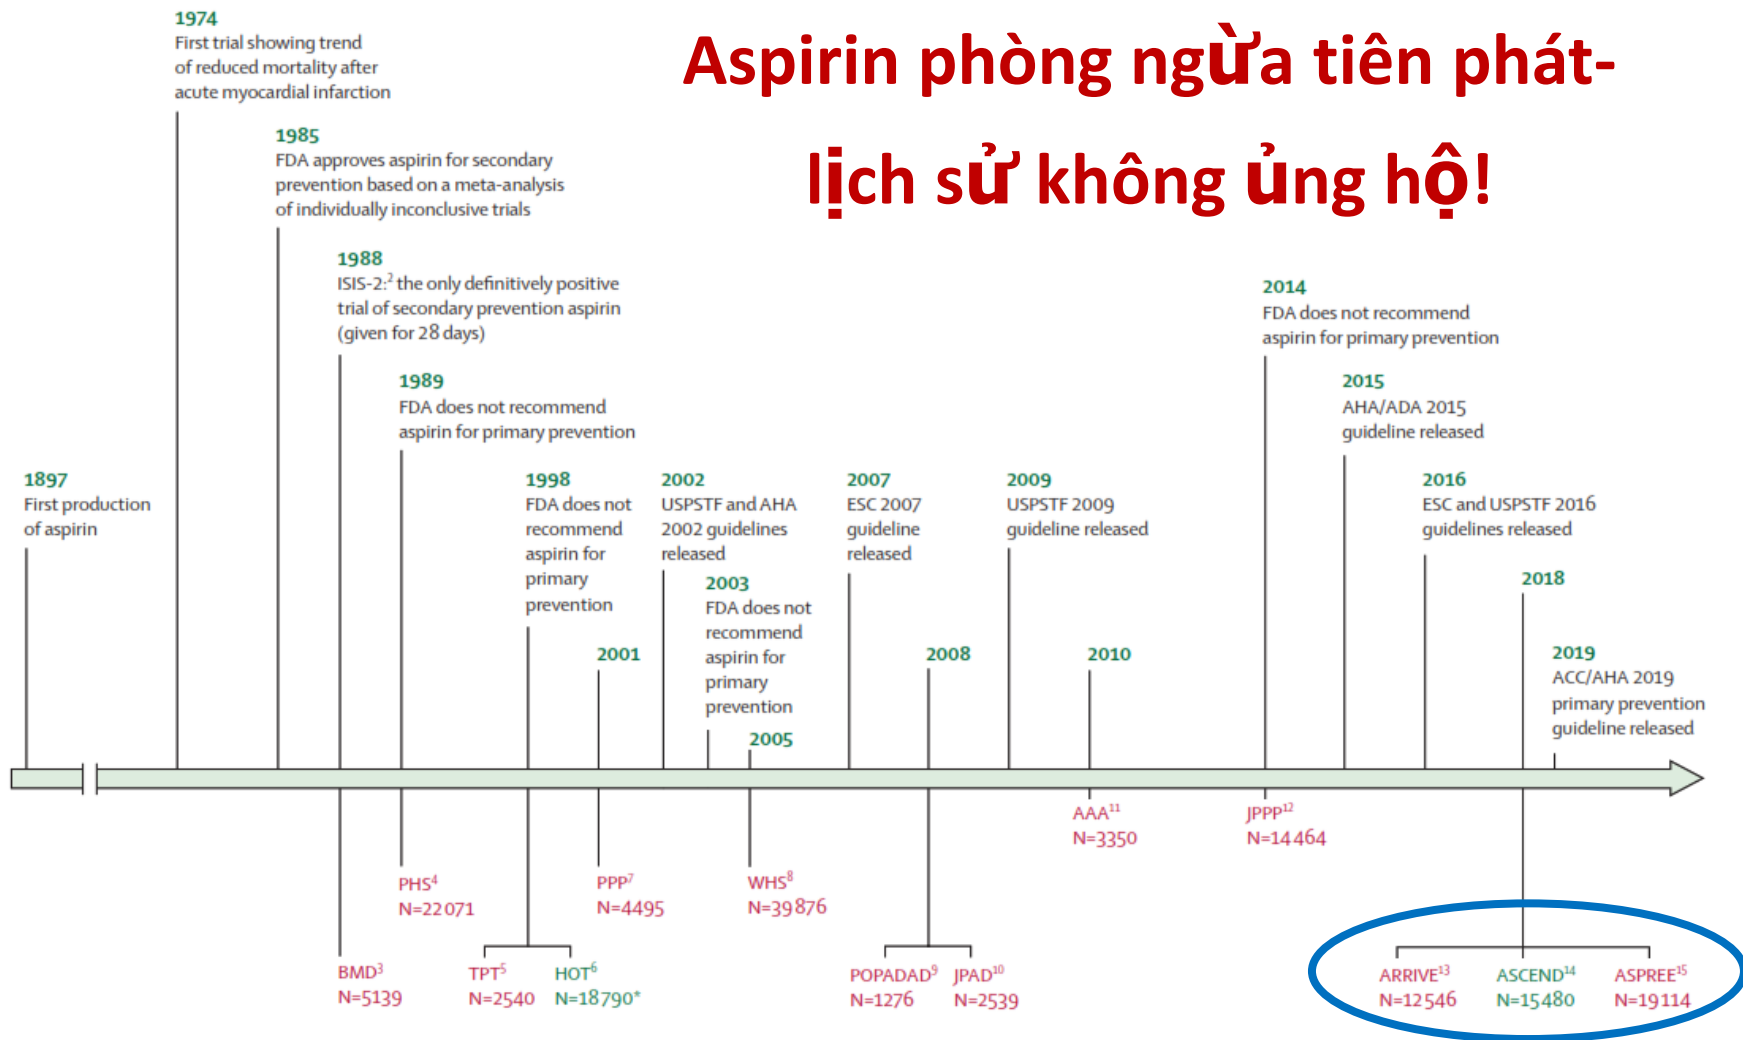 Aspirin phòng ngừa tiên phát-
lịch sử không ủng hộ!
1974
First trial showing trend
of reduced mortality after
acute myocardial infarction
1985
FDA approves aspirin for secondary
prevention based on a meta-analysis
of individually inconclusive trials
1988
ISIS-2:² the only definitively positive
trial of secondary prevention aspirin
(given for 28 days)
1989
FDA does not recommend
aspirin for primary prevention
1897
First production
of aspirin
1998
FDA does not
recommend
aspirin for
primary
prevention
2001
2002
USPSTF and AHA
2002 guidelines
released
2003
FDA does not
recommend
aspirin for
primary
prevention
2005
2007
ESC 2007
guideline
released
2008
2009
USPSTF 2009
guideline released
2010
2014
FDA does not recommend
aspirin for primary prevention
2015
AHA/ADA 2015
guideline released
2016
ESC and USPSTF 2016
guidelines released
2018
2019
ACC/AHA 2019
primary prevention
guideline released
BMD³
N=5139
PHS⁴
N=22071
TPT⁵
N=2540
HOT⁶
N=18790*
PPP⁷
N=4495
WHS⁸
N=39876
POPADAD⁹
N=1276
JPAD¹⁰
N=2539
AAA¹¹
N=3350
JPPP¹²
N=14464
ARRIVE¹³
N=12546
ASCEND¹⁴
N=15480
ASPREE¹⁵
N=19114